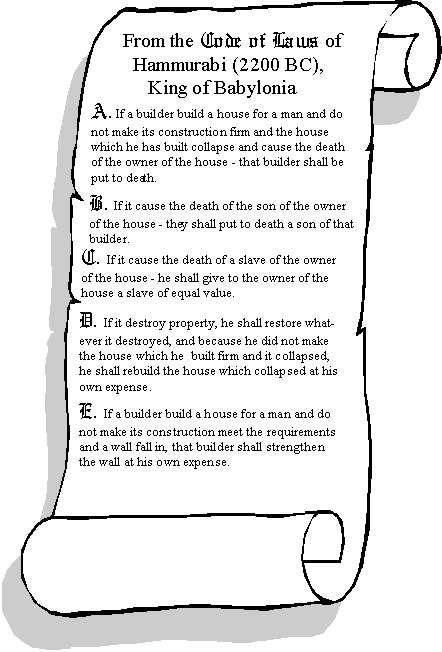 From the Code of Laws of
Hammurabi (2200 BC),
King of Babylonia
A. If a builder build a house for a man and do
not make its construction firm and the house
which he has built collapse and cause the death
of the owner of the house - that builder shall be
put to death.
B. If it cause the death of the son of the owner
of the house - they shall put to death a son of that
builder.
C. If it cause the death of a slave of the owner
of the house - he shall give to the owner of the
house a slave of equal value.
D. If it destroy property, he shall restore what-
ever it destroyed, and because he did not make
the house which he built firm and it collapsed,
he shall rebuild the house which collapsed at his
own expense.
E. If a builder build a house for a man and do
not make its construction meet the requirements
and a wall fall in, that builder shall strengthen
the wall at his own expense.